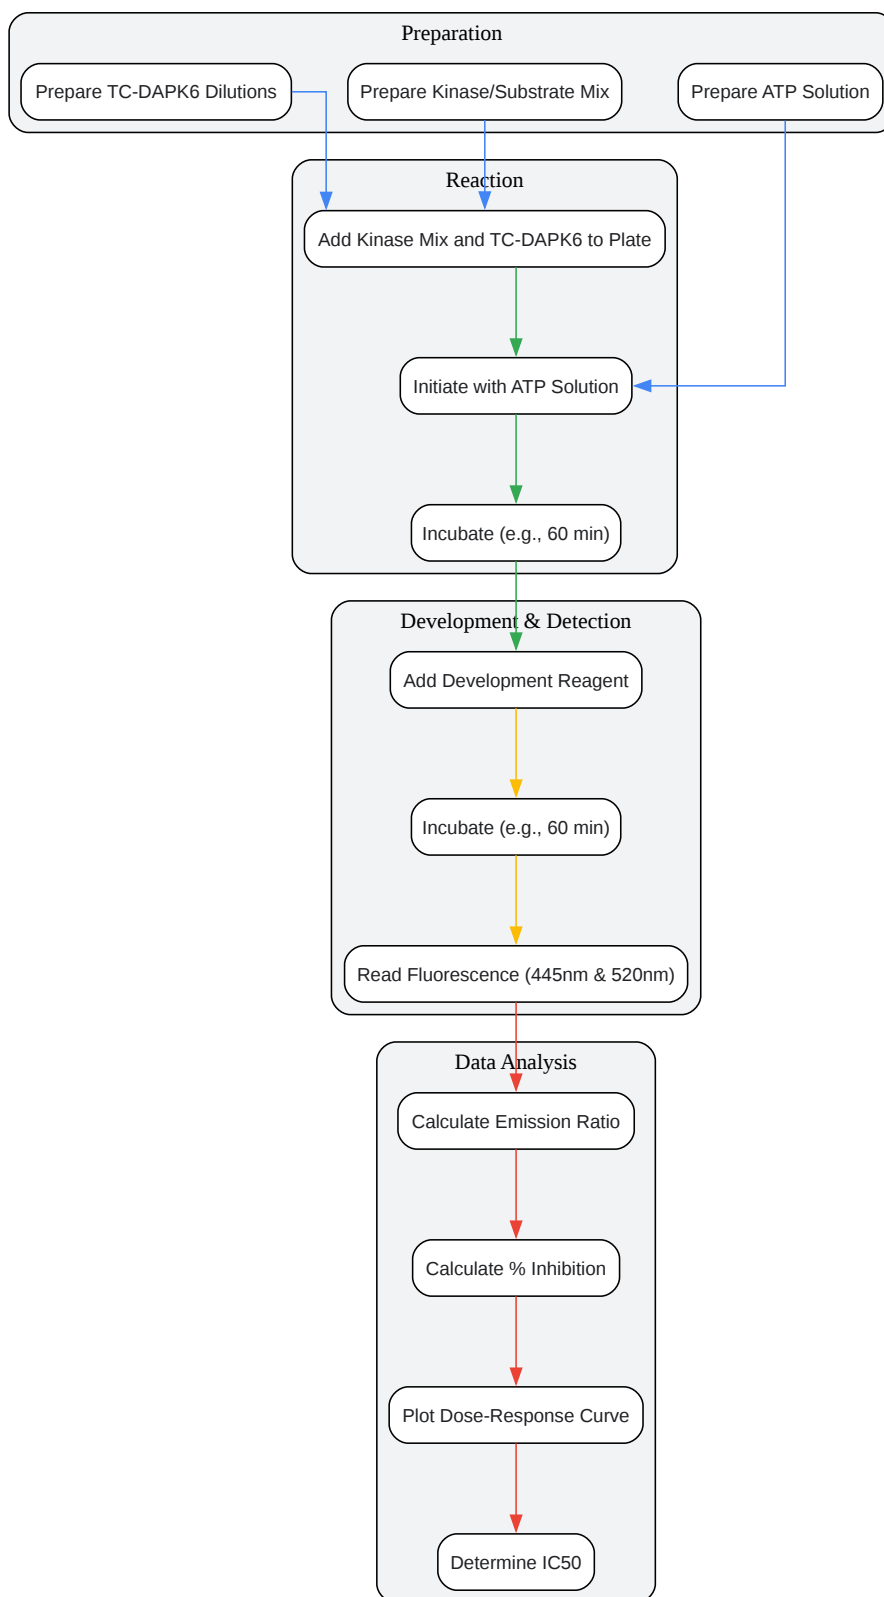 Preparation
Prepare TC-DAPK6 Dilutions
Prepare Kinase/Substrate Mix
Prepare ATP Solution
Reaction
Add Kinase Mix and TC-DAPK6 to Plate
Initiate with ATP Solution
Incubate (e.g., 60 min)
Development & Detection
Add Development Reagent
Incubate (e.g., 60 min)
Read Fluorescence (445nm & 520nm)
Data Analysis
Calculate Emission Ratio
Calculate % Inhibition
Plot Dose-Response Curve
Determine IC50